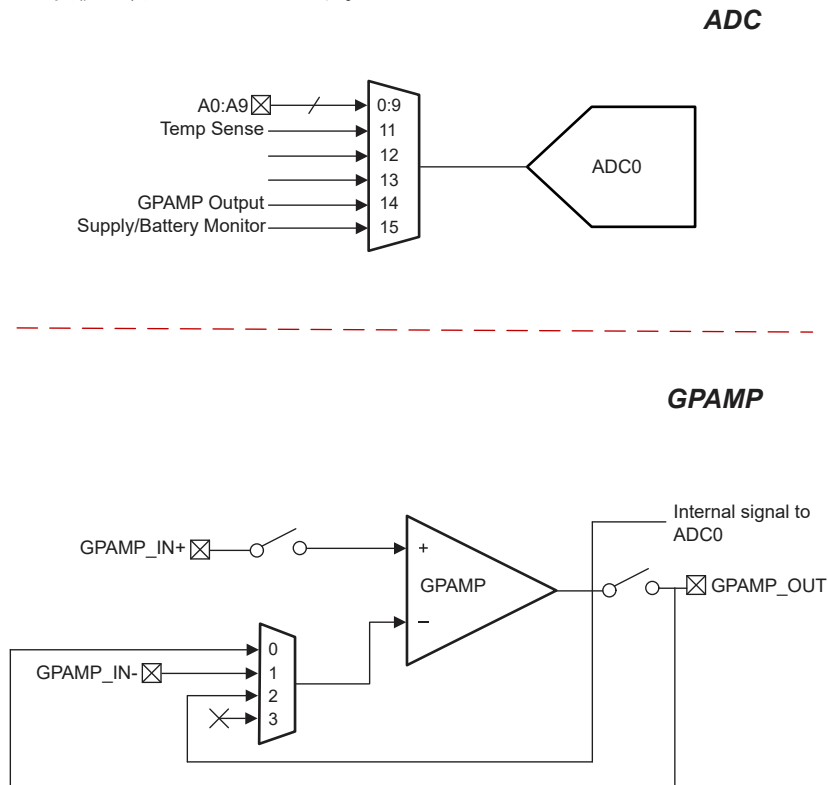 ADC
A0:A9
0:9
Temp Sense
11
12
13
ADC0
GPAMP Output
14
Supply/Battery Monitor
15
GPAMP
Internal signal to
ADC0
GPAMP_IN+
+
GPAMP
GPAMP_OUT
−
0
GPAMP_IN-
1
2
3